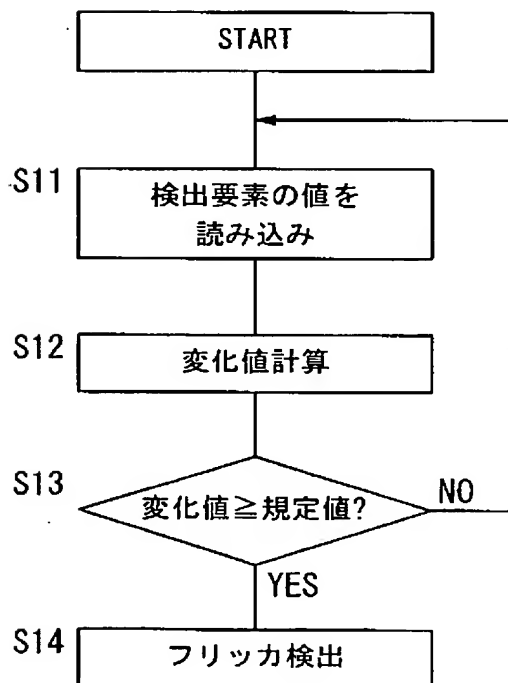 START
S11
検出要素の値を
読み込み
S12
変化値計算
S13
変化値≧規定値?
NO
YES
S14
フリッカ検出